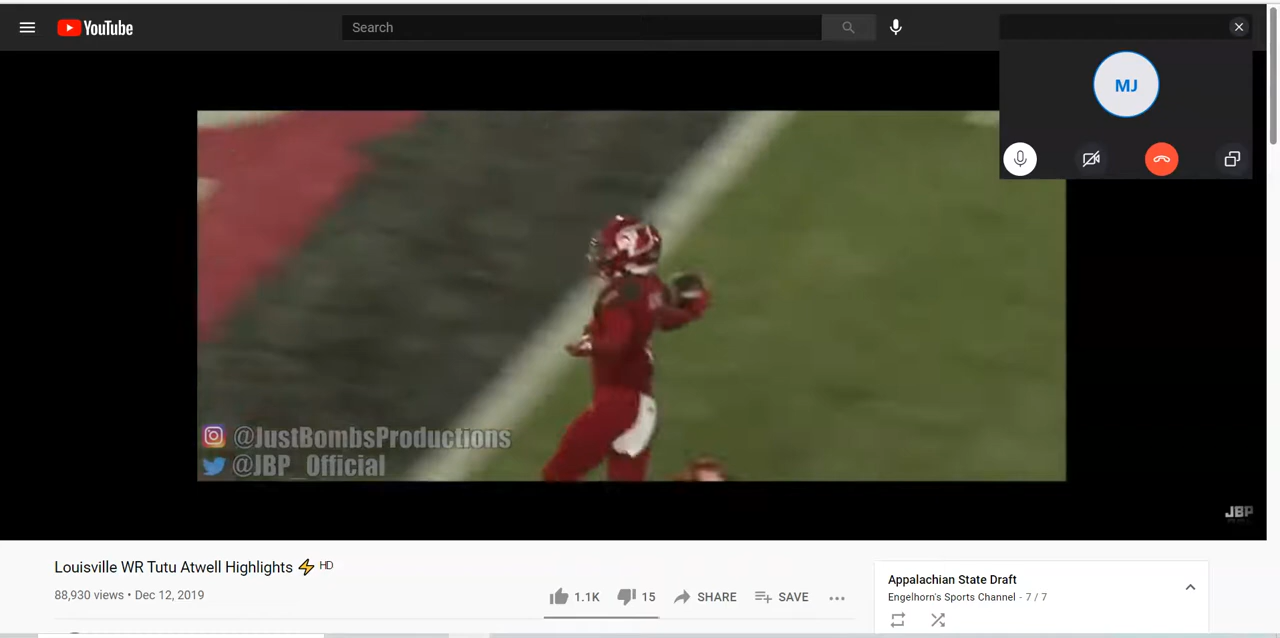 YouTube
Search
MJ
@JustBombsProductions
@JBP_Official
JBP
Louisville WR Tutu Atwell Highlights ⚡ HD
88,930 views • Dec 12, 2019
1.1K
15
SHARE
SAVE
Appalachian State Draft
Engelhorn's Sports Channel - 7 / 7